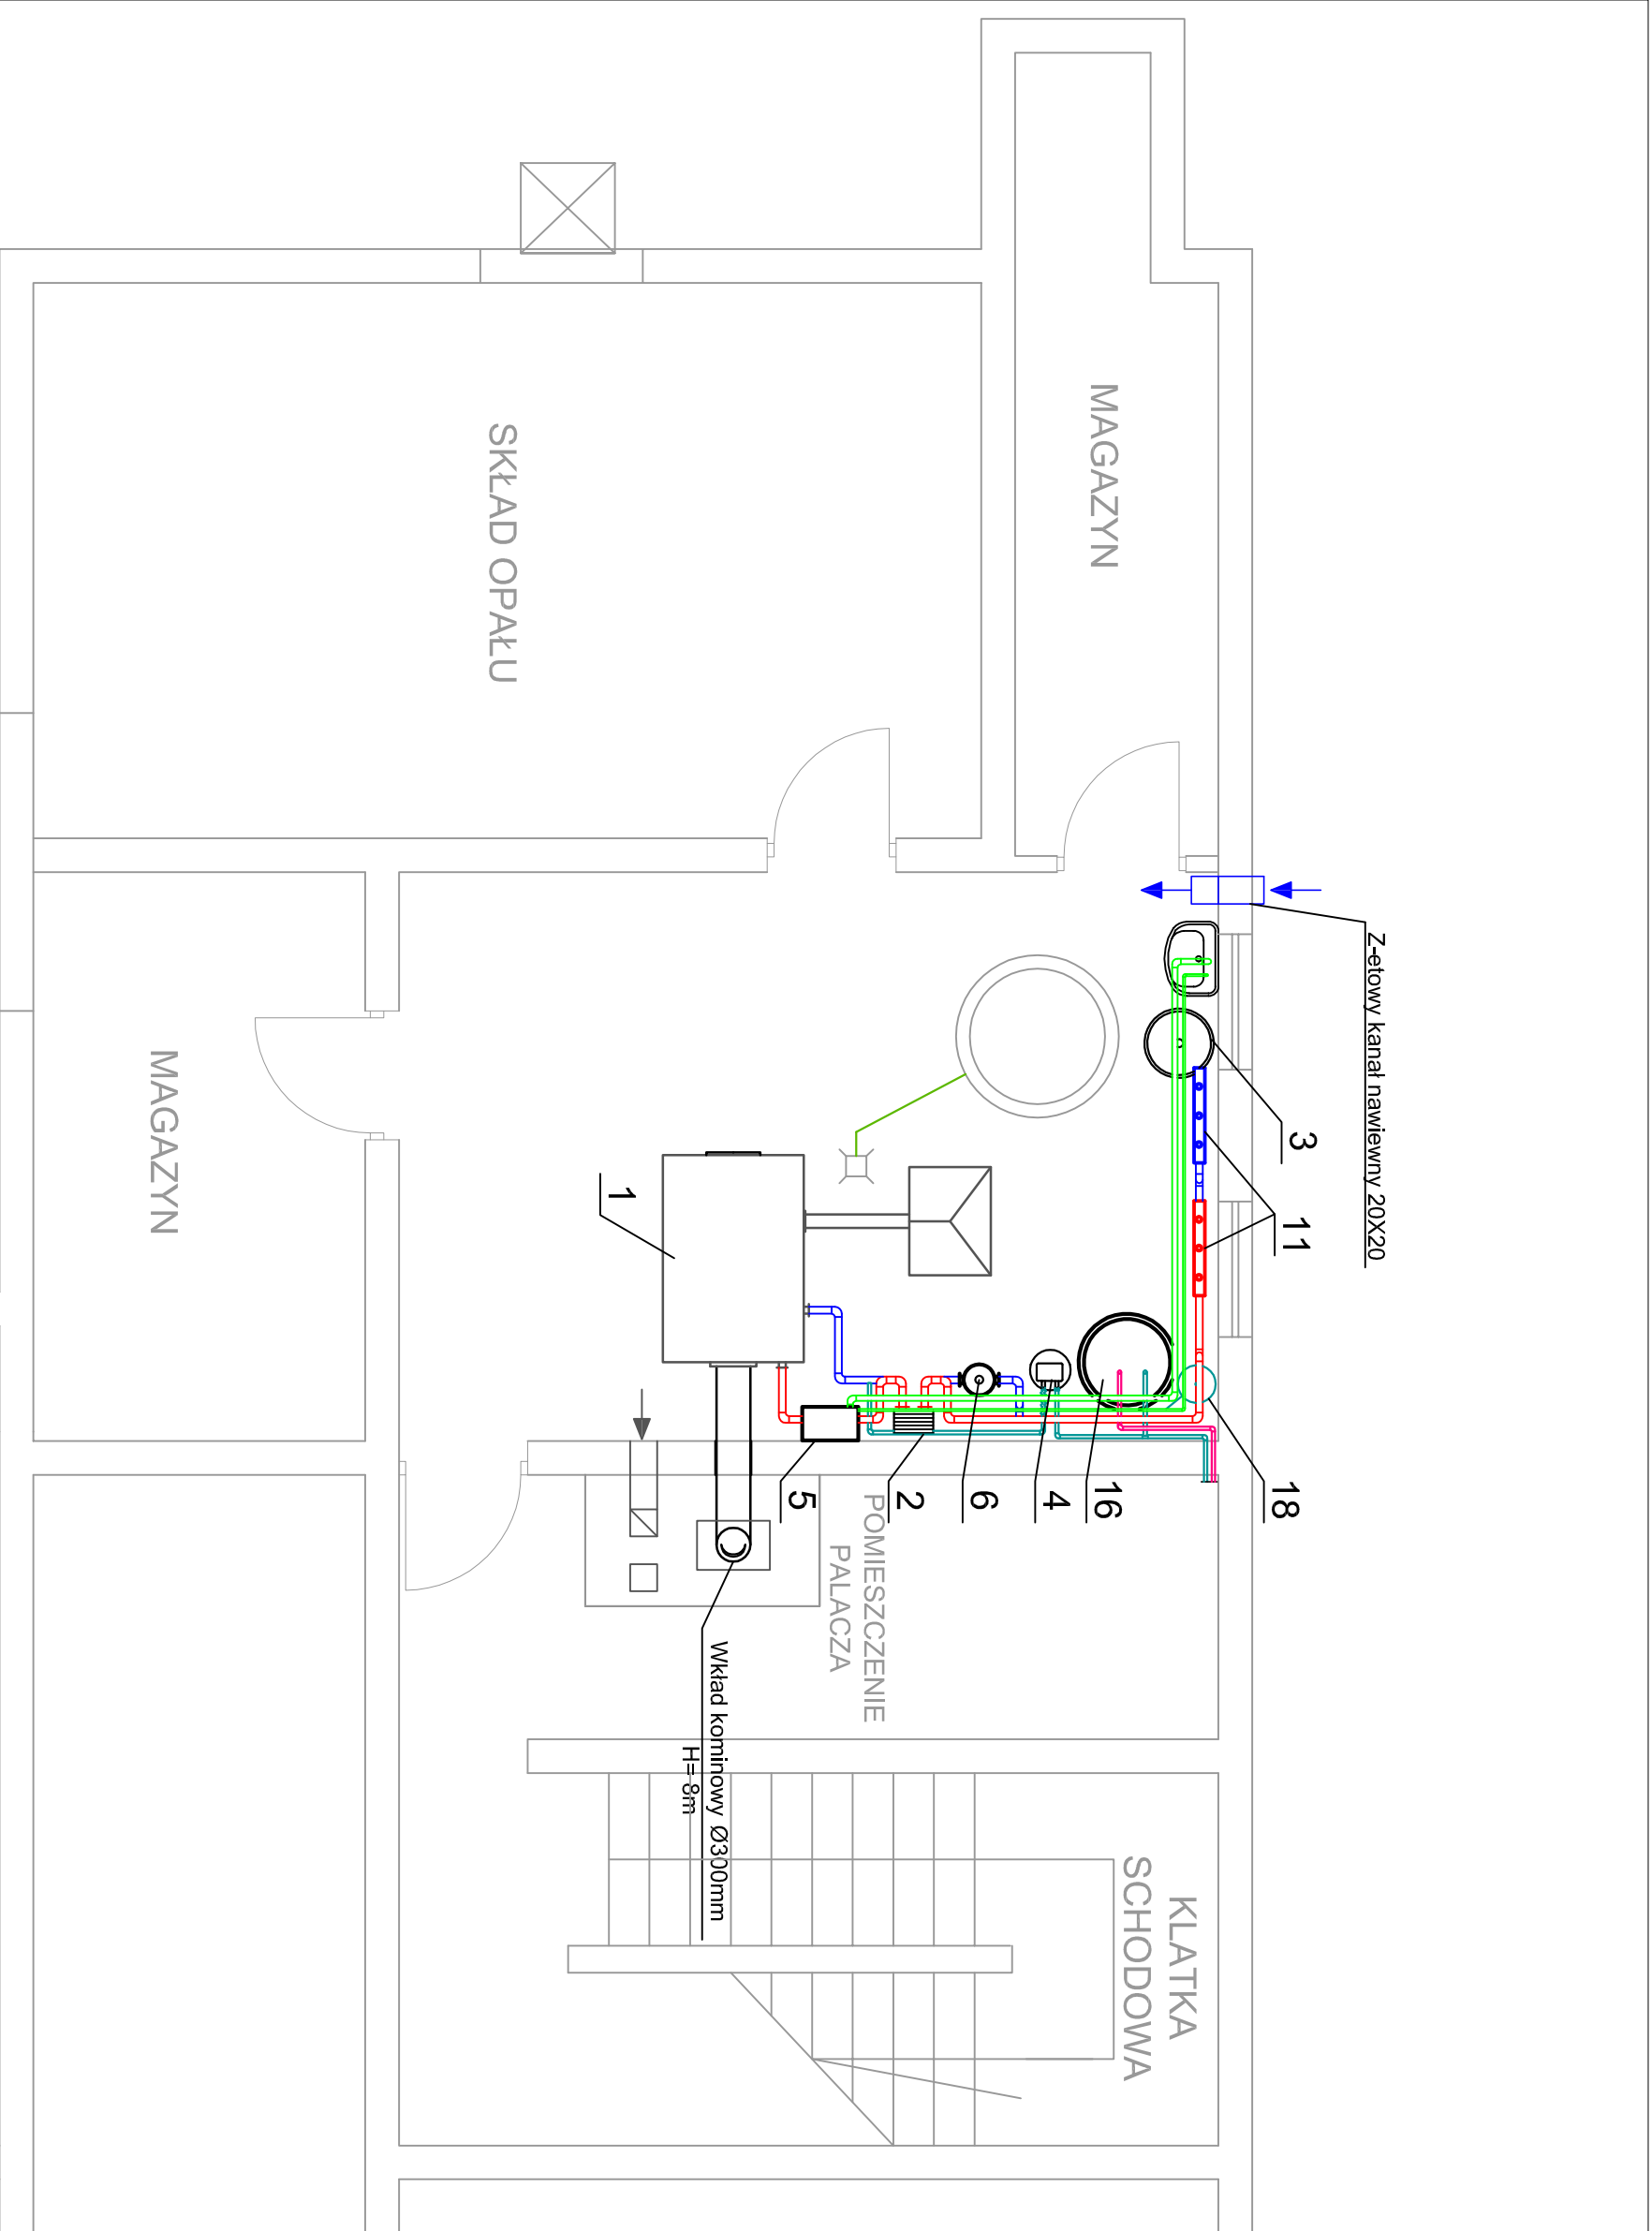 Z-etowy kanał nawiewny 20X20
3
11
18
MAGAZYN
16
4
6
2
5
KLATKA
SCHODOWA
POMIESZCZENIE
PALACZA
Wkład kominowy Ø300mm
H= 8m
1
SKŁAD OPAŁU
MAGAZYN